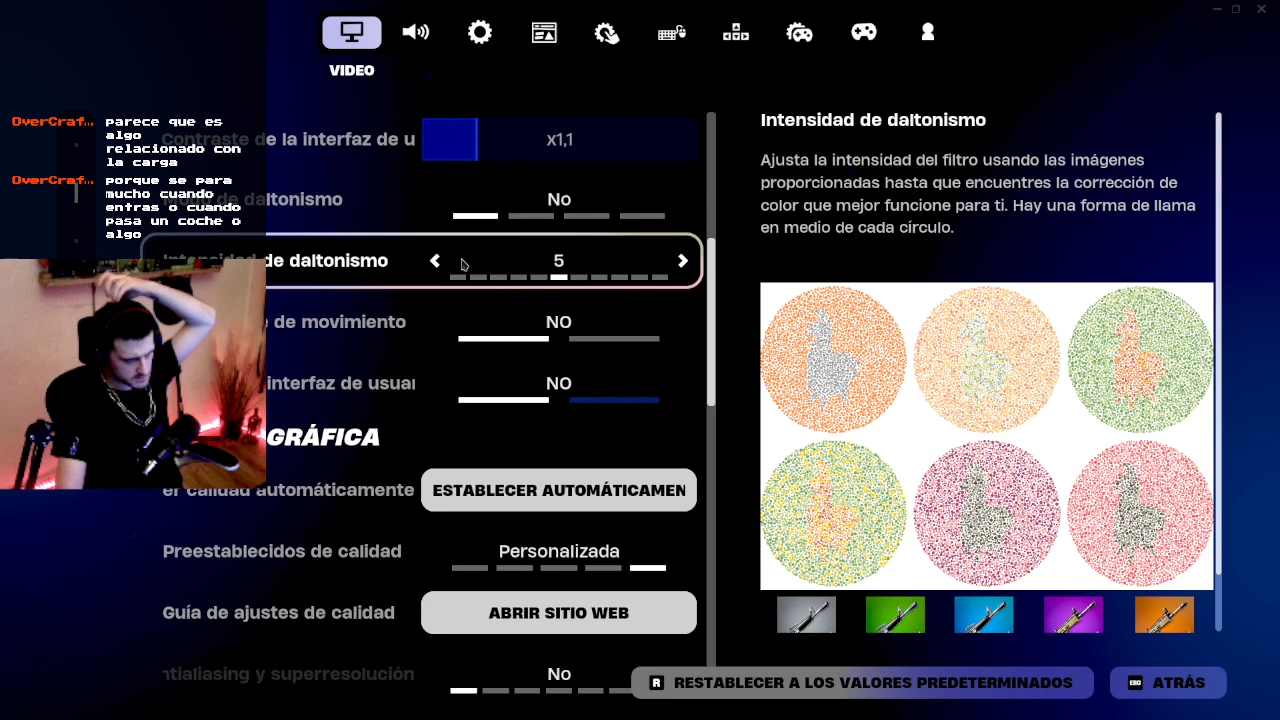 VIDEO
OverCraf… parece que es
algo
relacionado con
la carga
OverCraf… porque se para
mucho cuando
entras o cuando
pasa un coche o
algo
Contraste de la interfaz de u
x1,1
de daltonismo
No
de daltonismo
5
de movimiento
NO
interfaz de usuar
NO
GRÁFICA
er calidad automáticamente
ESTABLECER AUTOMÁTICAMEN
Preestablecidos de calidad
Personalizada
Guía de ajustes de calidad
ABRIR SITIO WEB
ntialiasing y superresolución
No
Intensidad de daltonismo
Ajusta la intensidad del filtro usando las imágenes
proporcionadas hasta que encuentres la corrección de
color que mejor funcione para ti. Hay una forma de llama
en medio de cada círculo.
R RESTABLECER A LOS VALORES PREDETERMINADOS
ESC ATRÁS